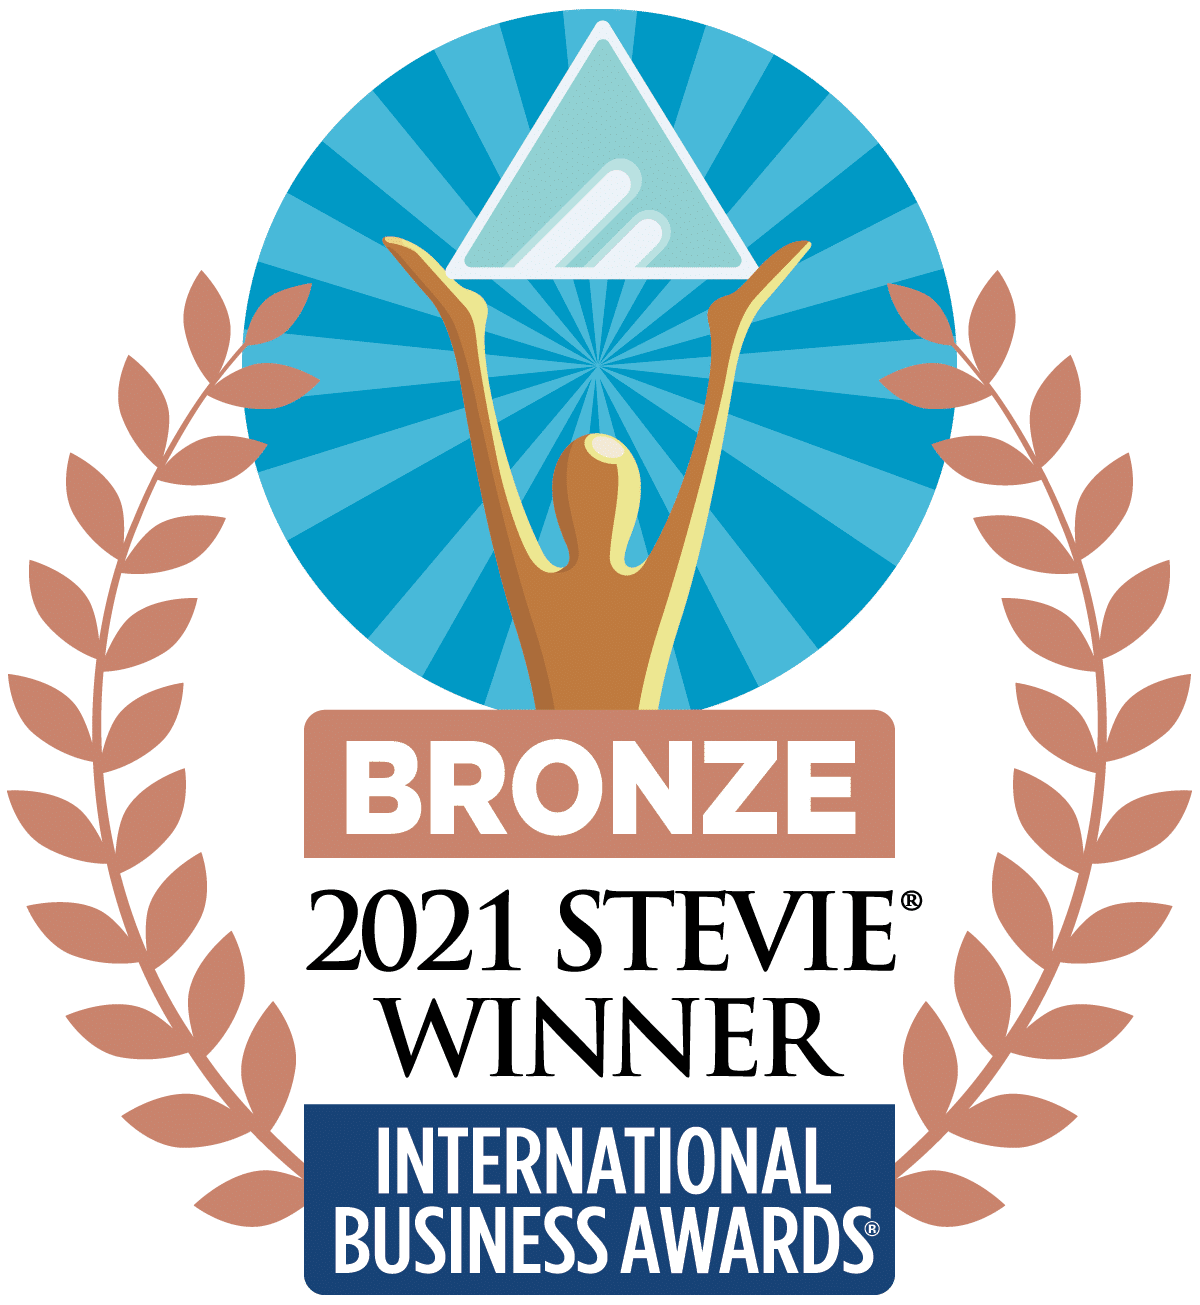 BRONZE
2021 STEVIE®
WINNER
INTERNATIONAL
BUSINESS AWARDS®